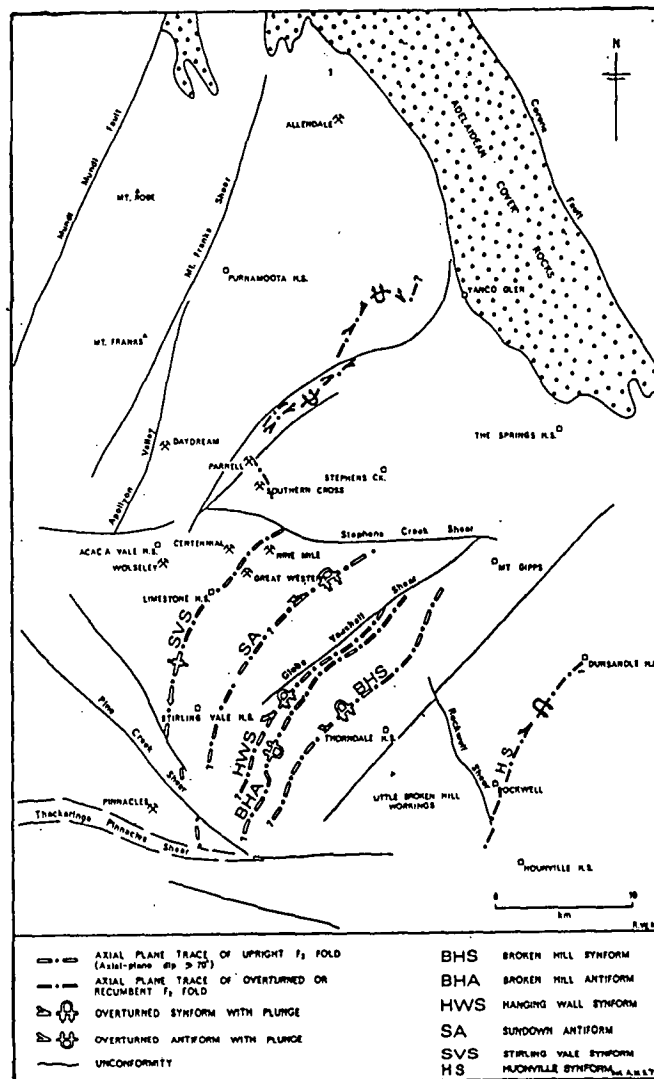 N
ALLENDALE
Corona
Fault
ADELAIDEAN
COVER
ROCKS
Mundi
Mundi
Fault
MT. ROBE
Mt. Franks
Shear
PURNAMOOTA H.S.
YANCO GLEN
?
MT. FRANKS
Apollyon
Valley
DAYDREAM
THE SPRINGS H.S.
PARNELL
STEPHENS CK.
SOUTHERN CROSS
Stephens Creek Shear
ACACIA VALE H.S.
CENTENNIAL
NINE MILE
WOLSELEY
GREAT WESTERN
MT GIPPS
LIMESTONE H.S.
SVS
SA
?
Globe Vauxhall Shear
BHS
DUNSANDLE H.S.
Pine
Creek
Shear
STIRLING VALE H.S.
HWS
THORNDALE H.S.
Rockwell
Shear
HS
?
BHA
LITTLE BROKEN HILL
WORKINGS
ROCKWELL
PINNACLES
Thackaringa
Pinnacles
Shear
?
?
?
HUONVILLE H.S.
0 10
km
AXIAL PLANE TRACE OF UPRIGHT F₂ FOLD
(Axial-plane dip > 70°)
AXIAL PLANE TRACE OF OVERTURNED OR
RECUMBENT F₂ FOLD
OVERTURNED SYNFORM WITH PLUNGE
OVERTURNED ANTIFORM WITH PLUNGE
UNCONFORMITY
BHS BROKEN HILL SYNFORM
BHA BROKEN HILL ANTIFORM
HWS HANGING WALL SYNFORM
SA SUNDOWN ANTIFORM
SVS STIRLING VALE SYNFORM
HS HUONVILLE SYNFORM